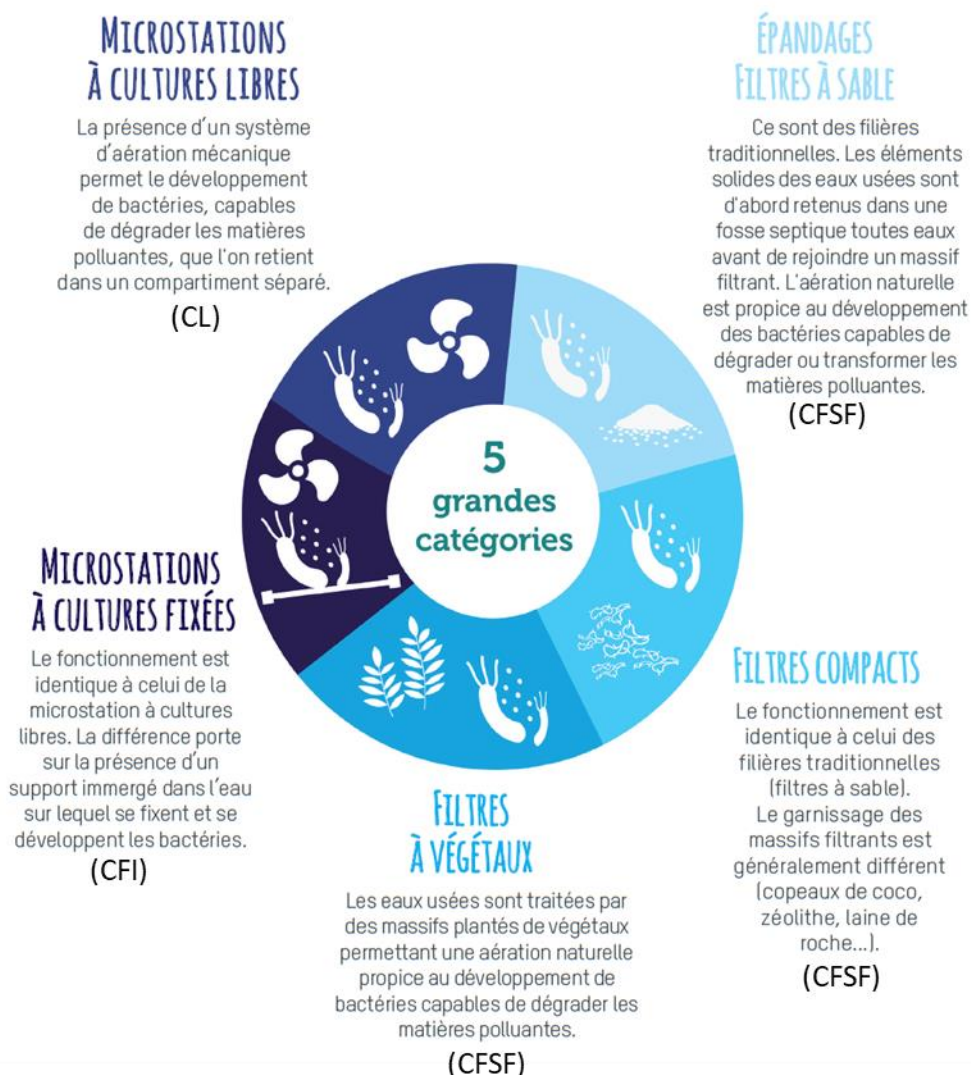 MICROSTATIONS
À CULTURES LIBRES
La présence d'un système
d'aération mécanique
permet le développement
de bactéries, capables
de dégrader les matières
polluantes, que l'on retient
dans un compartiment séparé.
(CL)
ÉPANDAGES
FILTRES À SABLE
Ce sont des filières
traditionnelles. Les éléments
solides des eaux usées sont
d'abord retenus dans une
fosse septique toutes eaux
avant de rejoindre un massif
filtrant. L'aération naturelle
est propice au développement
des bactéries capables de
dégrader ou transformer les
matières polluantes.
(CFSF)
5
grandes
catégories
MICROSTATIONS
À CULTURES FIXÉES
Le fonctionnement est
identique à celui de la
microstation à cultures
libres. La différence porte
sur la présence d'un
support immergé dans l'eau
sur lequel se fixent et se
développent les bactéries.
(CFI)
FILTRES COMPACTS
Le fonctionnement est
identique à celui des
filières traditionnelles
(filtres à sable).
Le garnissage des
massifs filtrants est
généralement différent
(copeaux de coco,
zéolithe, laine de
roche...).
(CFSF)
FILTRES
À VÉGÉTAUX
Les eaux usées sont traitées par
des massifs plantés de végétaux
permettant une aération naturelle
propice au développement de
bactéries capables de dégrader les
matières polluantes.
(CFSF)